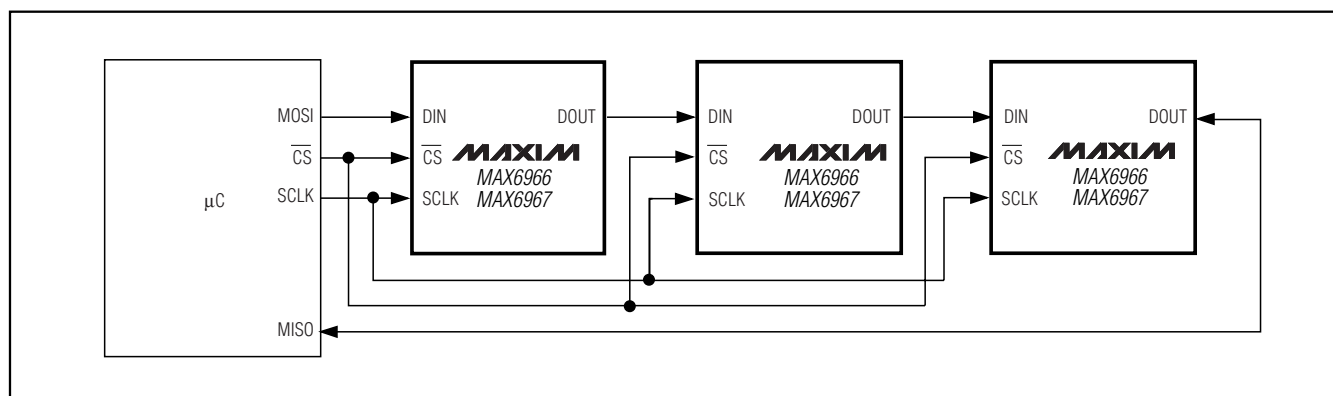 MOSI
CS
SCLK
µC
MISO
DIN
DOUT
CS
MAXIM
SCLK
MAX6966
MAX6967
DIN
DOUT
CS
MAXIM
SCLK
MAX6966
MAX6967
DIN
DOUT
CS
MAXIM
SCLK
MAX6966
MAX6967